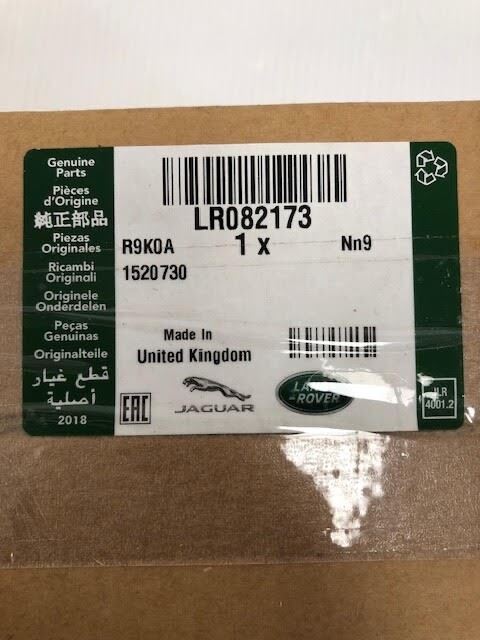 Genuine
Parts
Pièces
d'Origine
純正部品
Piezas
Originales
Ricambi
Originali
Originele
Onderdelen
Peças
Genuinas
Originalteile
قطع غيار
أصلية
2018
LR082173
R9K0A
1 x
Nn9
1520730
Made In
United Kingdom
EAC
JAGUAR
LAND
-ROVER
JLR
4001.2